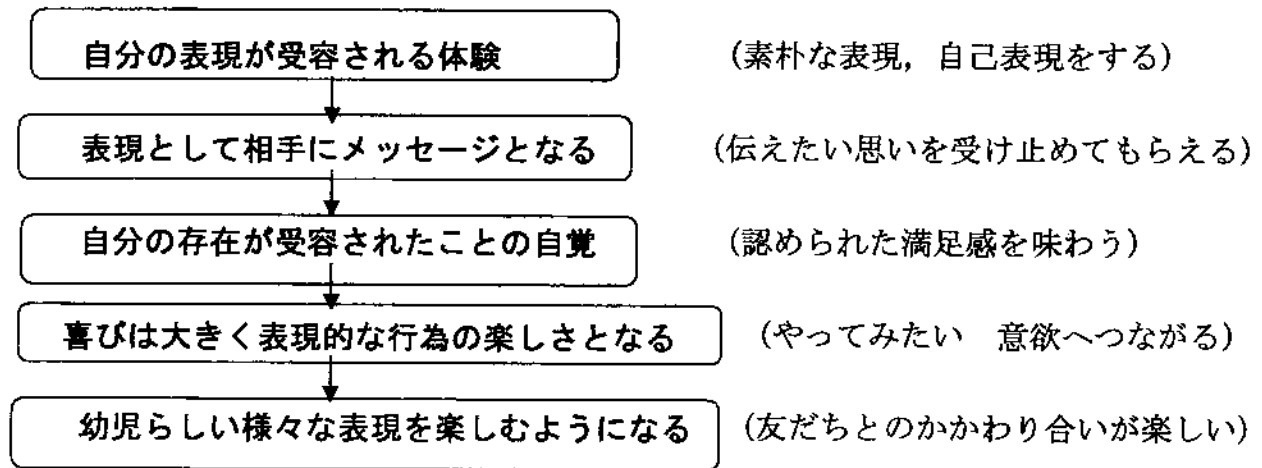 自分の表現が受容される体験 (素朴な表現，自己表現をする)
表現として相手にメッセージとなる (伝えたい思いを受け止めてもらえる)
自分の存在が受容されたことの自覚 (認められた満足感を味わう)
喜びは大きく表現的な行為の楽しさとなる (やってみたい　意欲へつながる)
幼児らしい様々な表現を楽しむようになる (友だちとのかかわり合いが楽しい)